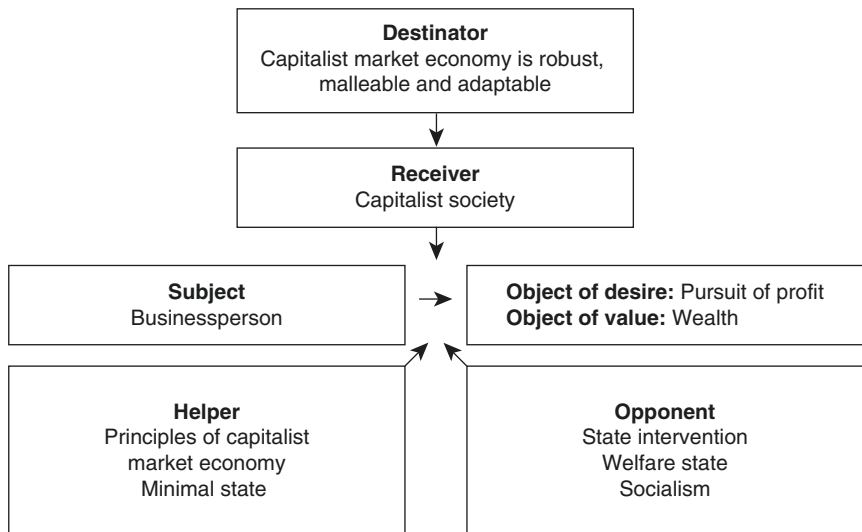 Destinator
Capitalist market economy is robust,
malleable and adaptable
Receiver
Capitalist society
Subject
Businessperson
Object of desire: Pursuit of profit
Object of value: Wealth
Helper
Principles of capitalist
market economy
Minimal state
Opponent
State intervention
Welfare state
Socialism